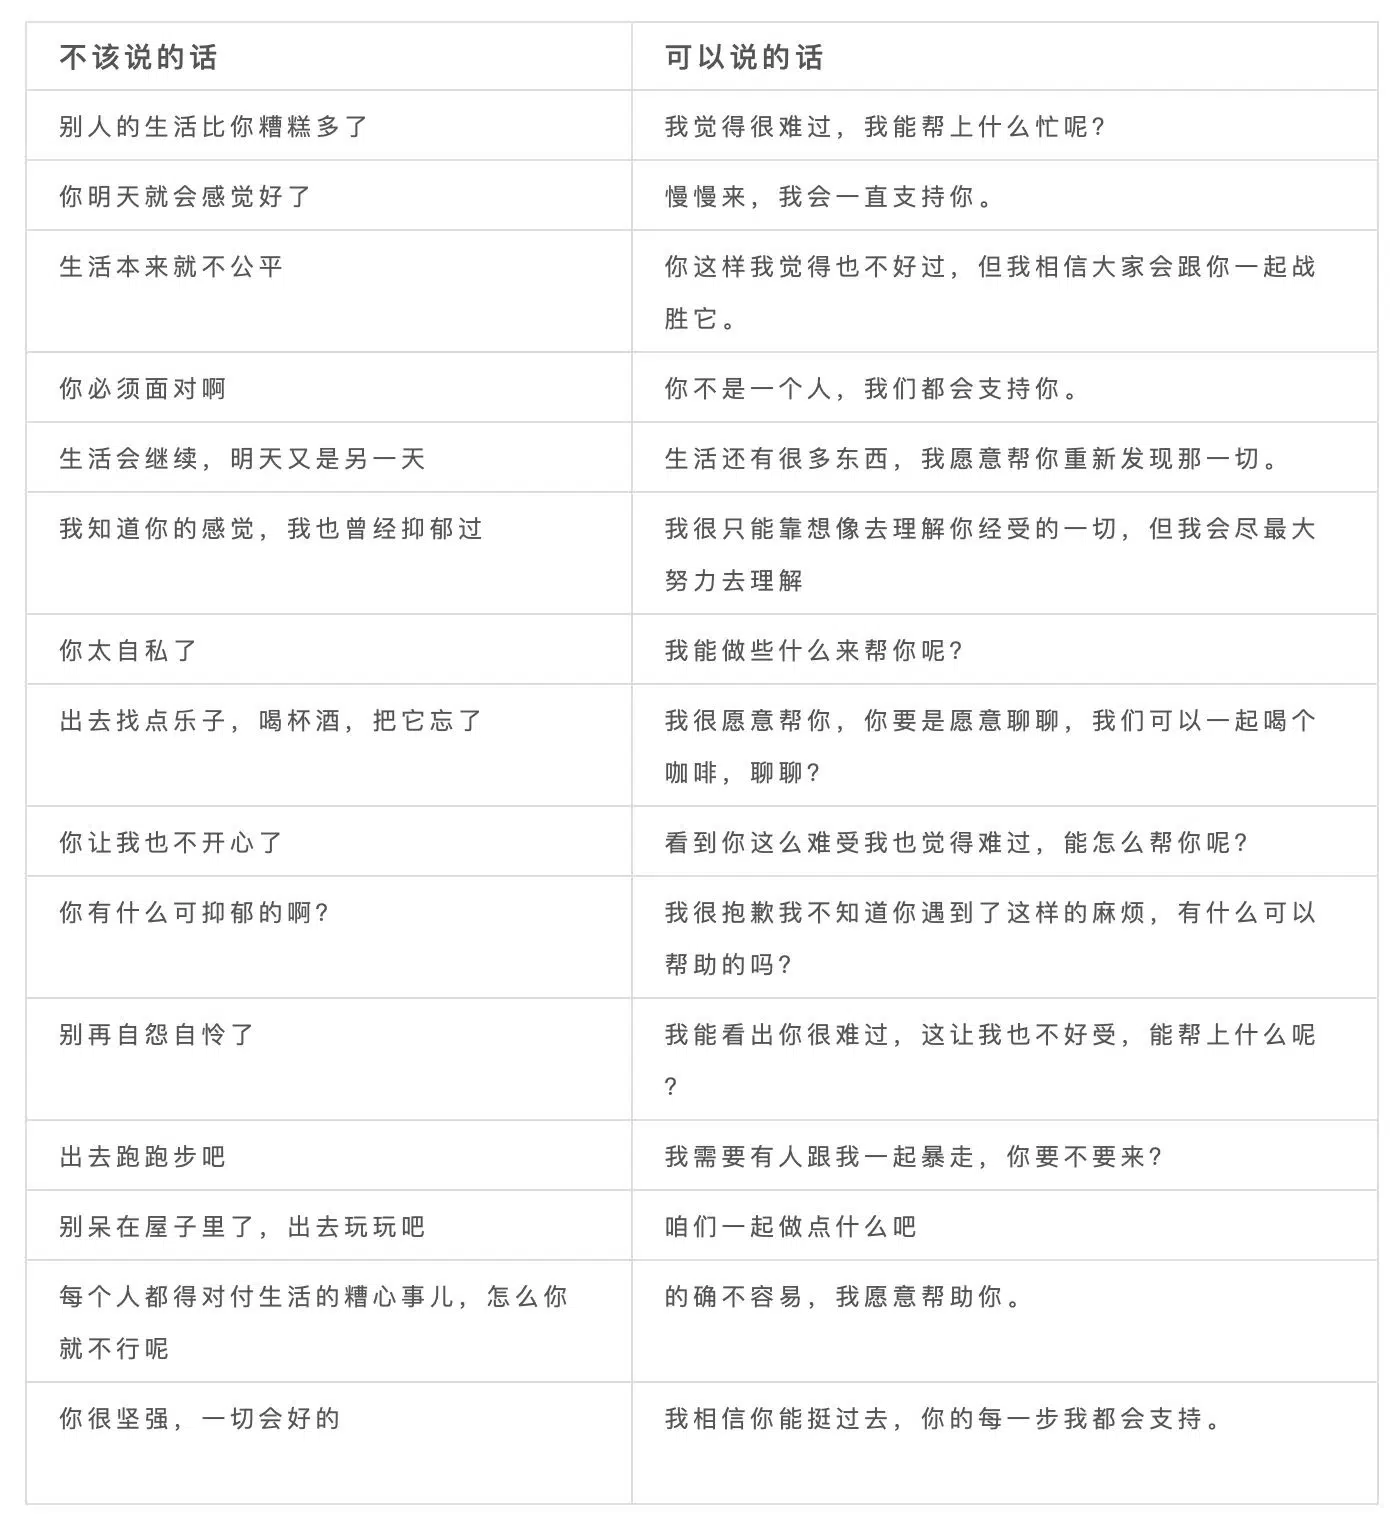 不该说的话
可以说的话
别人的生活比你糟糕多了
我觉得很难过，我能帮上什么忙呢？
你明天就会感觉好了
慢慢来，我会一直支持你。
生活本来就不公平
你这样我觉得也不好过，但我相信大家会跟你一起战
胜它。
你必须面对啊
你不是一个人，我们都会支持你。
生活会继续，明天又是另一天
生活还有很多东西，我愿意帮你重新发现那一切。
我知道你的感觉，我也曾经抑郁过
我很只能靠想像去理解你经受的一切，但我会尽最大
努力去理解
你太自私了
我能做些什么来帮你呢？
出去找点乐子，喝杯酒，把它忘了
我很愿意帮你，你要是愿意聊聊，我们可以一起喝个
咖啡，聊聊？
你让我也不开心了
看到你这么难受我也觉得难过，能怎么帮你呢？
你有什么可抑郁的啊？
我很抱歉我不知道你遇到了这样的麻烦，有什么可以
帮助的吗？
别再自怨自怜了
我能看出你很难过，这让我也不好受，能帮上什么呢
？
出去跑跑步吧
我需要有人跟我一起暴走，你要不要来？
别呆在屋子里了，出去玩玩吧
咱们一起做点什么吧
每个人都得对付生活的糟心事儿，怎么你
就不行呢
的确不容易，我愿意帮助你。
你很坚强，一切会好的
我相信你能挺过去，你的每一步我都会支持。